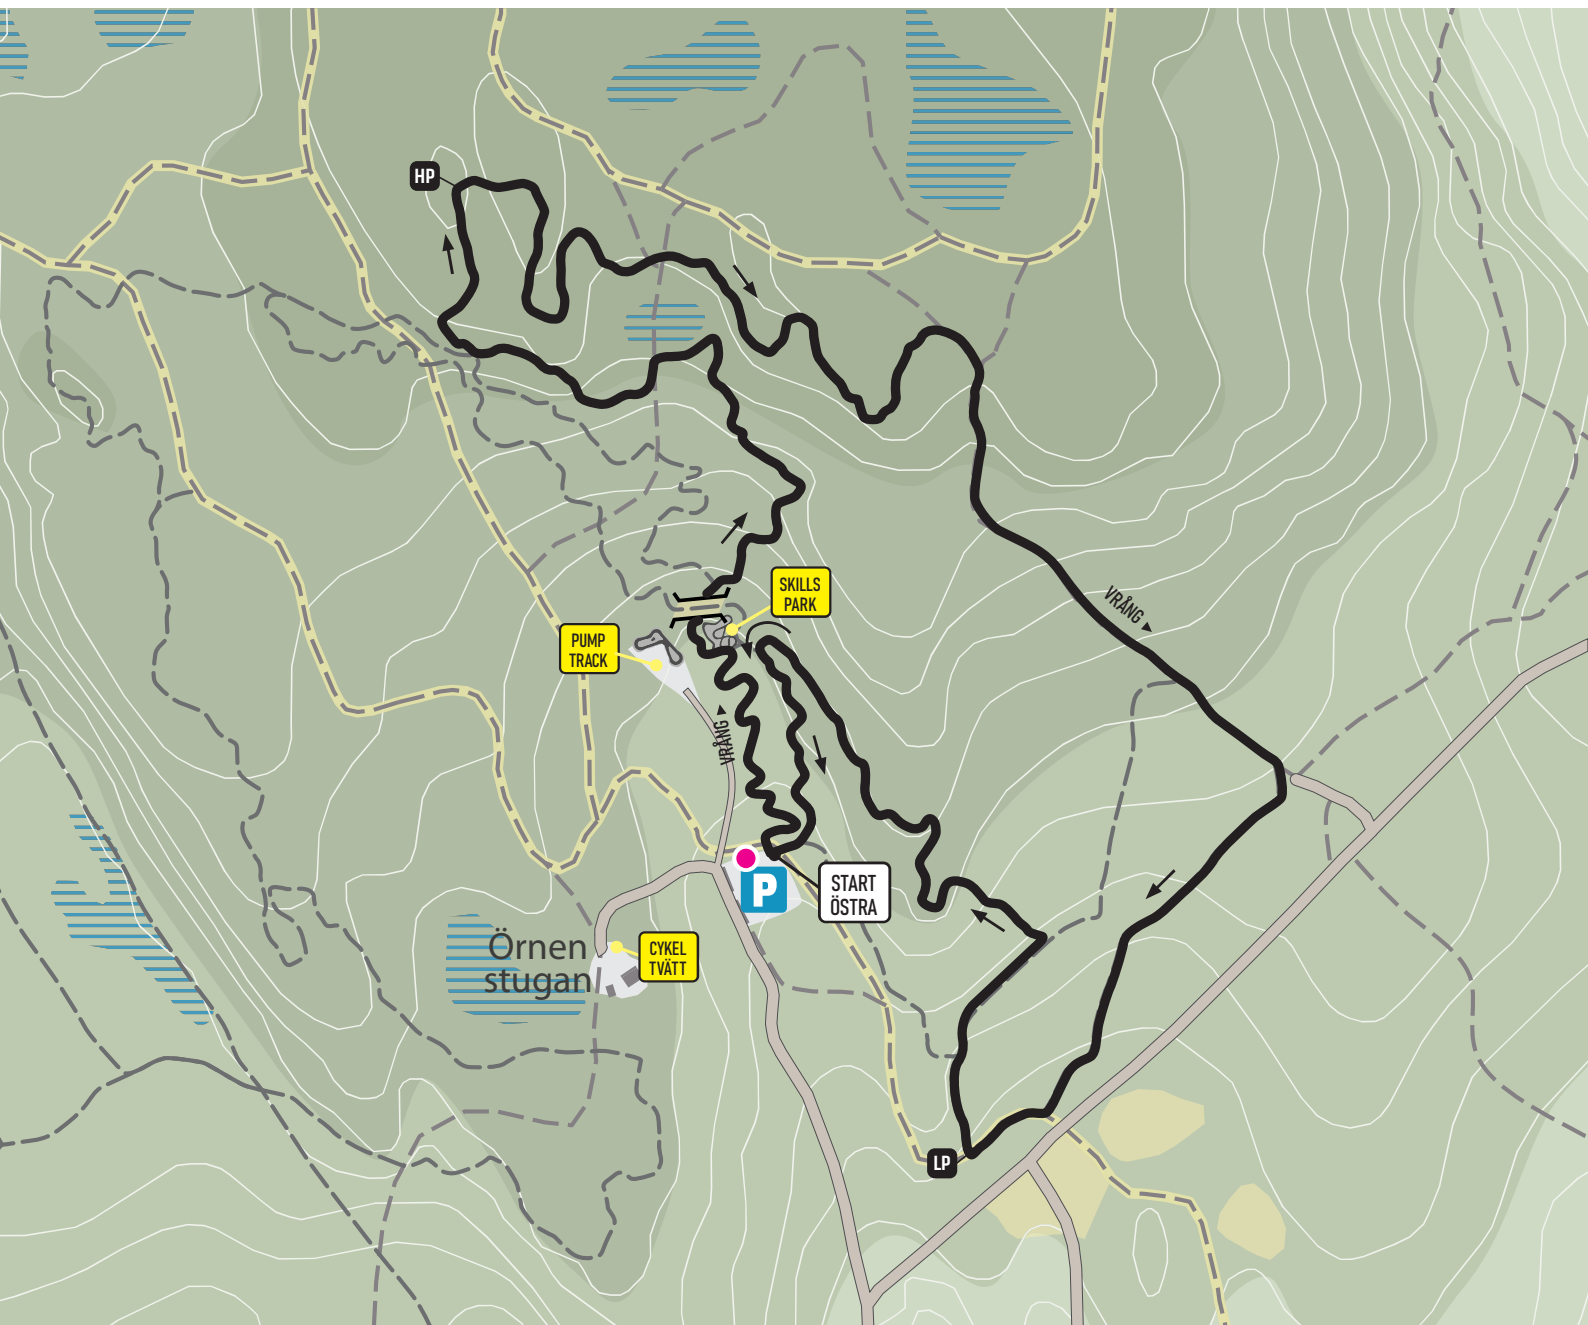 HP
SKILLS
PARK
VRÅNG
PUMP
TRACK
VRÅNG
START
ÖSTRA
P
Örnen
stugan
CYKEL
TVÄTT
LP